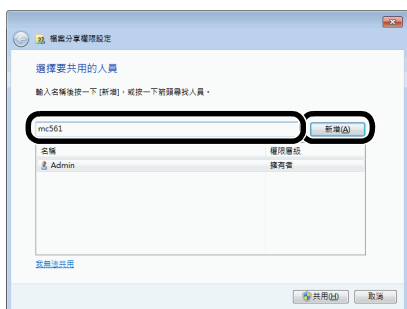 檔案分享權限設定
選擇要共用的人員
輸入名稱後按一下 [新增]，或按一下箭頭尋找人員。
mc561 新增(A)
名稱 權限層級
Admin 擁有者
我無法共用
共用(H) 取消